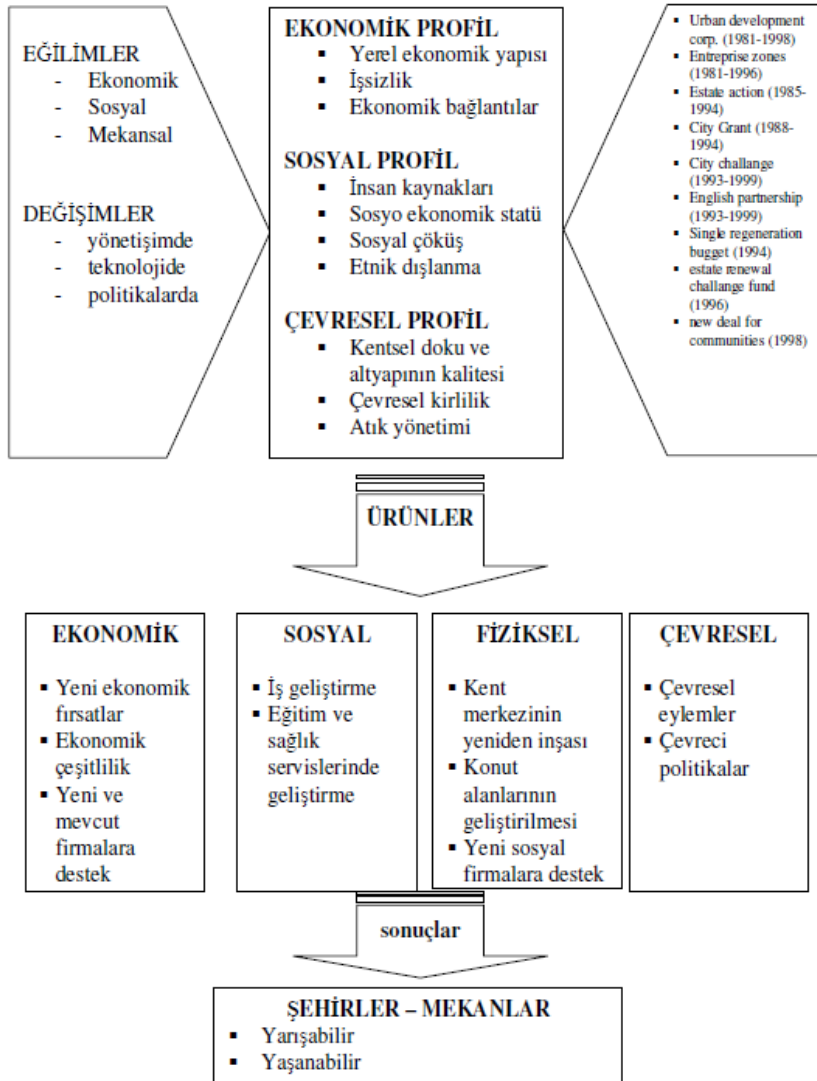 EĞİLİMLER
- Ekonomik
- Sosyal
- Mekansal
DEĞİŞİMLER
- yönetişimde
- teknolojide
- politikalarda
EKONOMİK PROFİL
▪ Yerel ekonomik yapısı
▪ İşsizlik
▪ Ekonomik bağlantılar
SOSYAL PROFİL
▪ İnsan kaynakları
▪ Sosyo ekonomik statü
▪ Sosyal çöküş
▪ Etnik dışlanma
ÇEVRESEL PROFİL
▪ Kentsel doku ve
altyapının kalitesi
▪ Çevresel kirlilik
▪ Atık yönetimi
▪ Urban development
corp. (1981-1998)
▪ Entreprise zones
(1981-1996)
▪ Estate action (1985-
1994)
▪ City Grant (1988-
1994)
▪ City challange
(1993-1999)
▪ English partnership
(1993-1999)
▪ Single regeneration
bugget (1994)
▪ estate renewal
challange fund
(1996)
▪ new deal for
communities (1998)
ÜRÜNLER
EKONOMİK
▪ Yeni ekonomik
fırsatlar
▪ Ekonomik
çeşitlilik
▪ Yeni ve
mevcut
firmalara
destek
SOSYAL
▪ İş geliştirme
▪ Eğitim ve
sağlık
servislerinde
geliştirme
FİZİKSEL
▪ Kent
merkezinin
yeniden inşası
▪ Konut
alanlarının
geliştirilmesi
▪ Yeni sosyal
firmalara destek
ÇEVRESEL
▪ Çevresel
eylemler
▪ Çevreci
politikalar
sonuçlar
ŞEHİRLER – MEKANLAR
▪ Yarışabilir
▪ Yaşanabilir